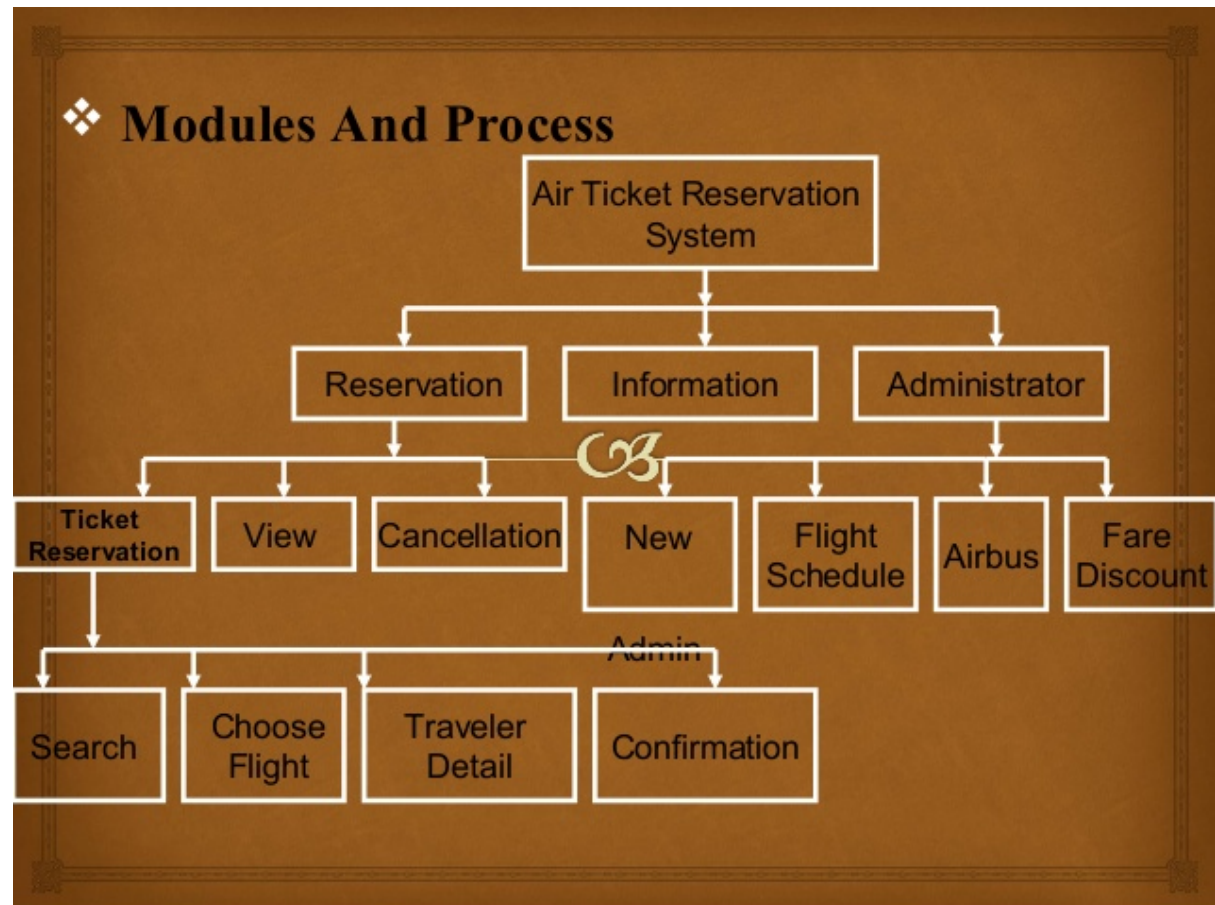 Modules And Process
Air Ticket Reservation
System
Reservation
Information
Administrator
Ticket
Reservation
View
Cancellation
New
Admin
Flight
Schedule
Airbus
Fare
Discount
Search
Choose
Flight
Traveler
Detail
Confirmation